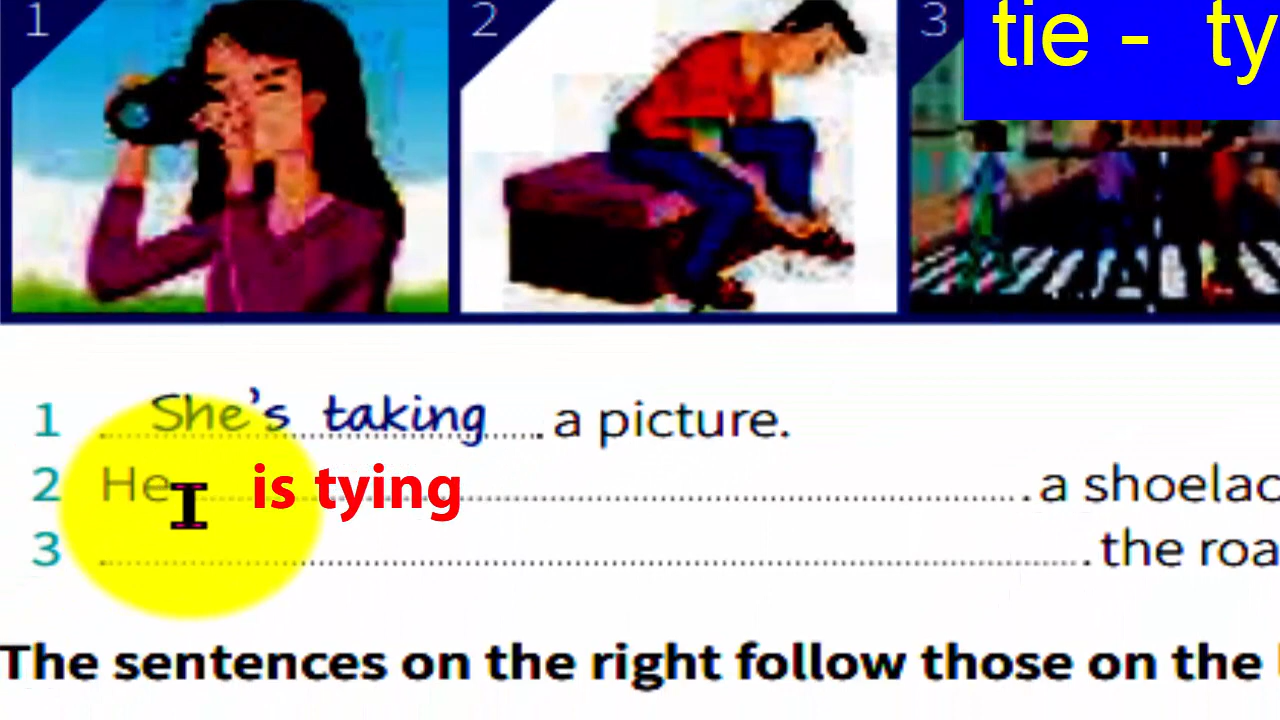 1 2 3 tie - ty
1 She's taking a picture.
2 He is tying a shoelac
3 the roa
The sentences on the right follow those on the